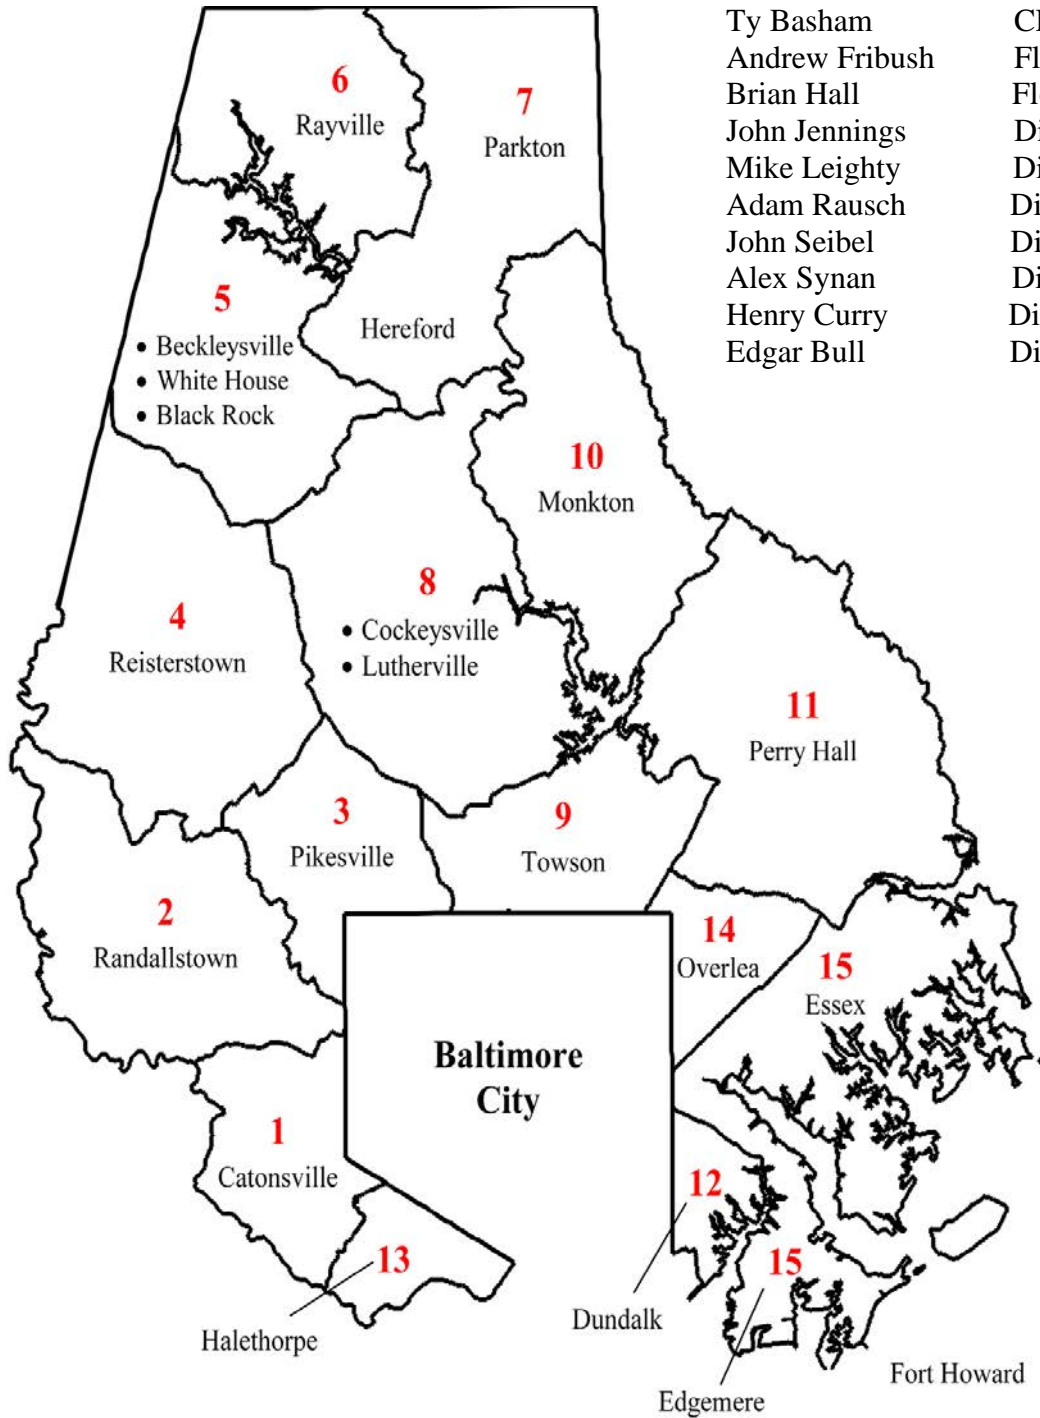 Ty Basham
Andrew Fribush
Brian Hall
John Jennings
Mike Leighty
Adam Rausch
John Seibel
Alex Synan
Henry Curry
Edgar Bull
6
Rayville
7
Parkton
5
• Beckleysville
• White House
• Black Rock
Hereford
10
Monkton
8
• Cockeysville
• Lutherville
4
Reisterstown
11
Perry Hall
3
Pikesville
9
Towson
2
Randallstown
14
Overlea
15
Essex
Baltimore
City
1
Catonsville
12
13
15
Halethorpe
Dundalk
Edgemere
Fort Howard